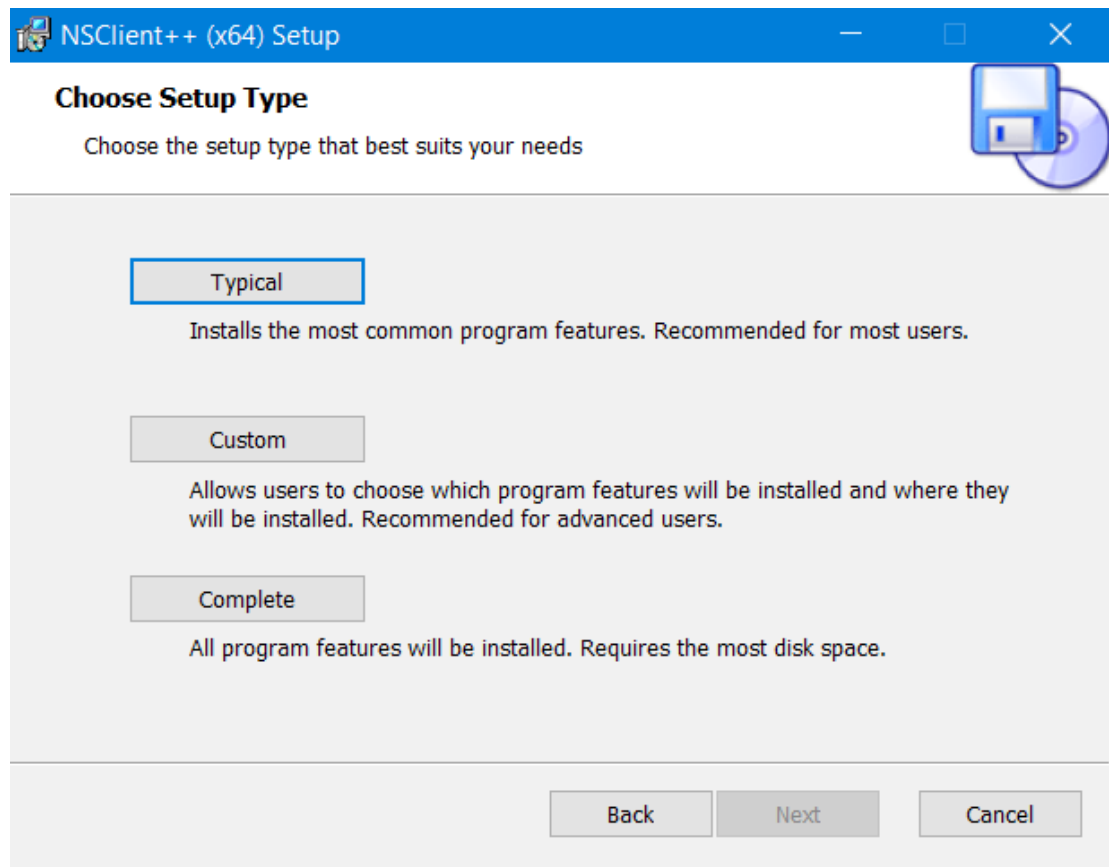 NSClient++ (x64) Setup
Choose Setup Type
Choose the setup type that best suits your needs
Typical
Installs the most common program features. Recommended for most users.
Custom
Allows users to choose which program features will be installed and where they
will be installed. Recommended for advanced users.
Complete
All program features will be installed. Requires the most disk space.
Back Next Cancel